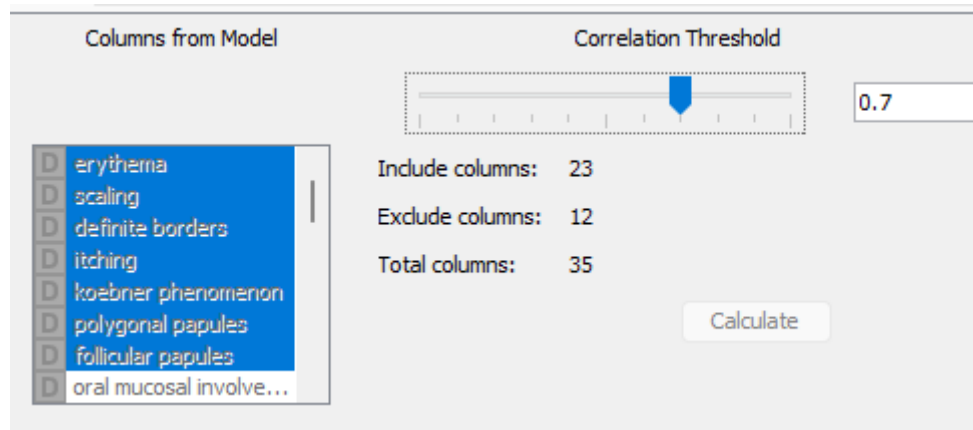 Columns from Model
Correlation Threshold
0.7
D erythema
D scaling
D definite borders
D itching
D koebner phenomenon
D polygonal papules
D follicular papules
D oral mucosal involve...
Include columns: 23
Exclude columns: 12
Total columns: 35
Calculate